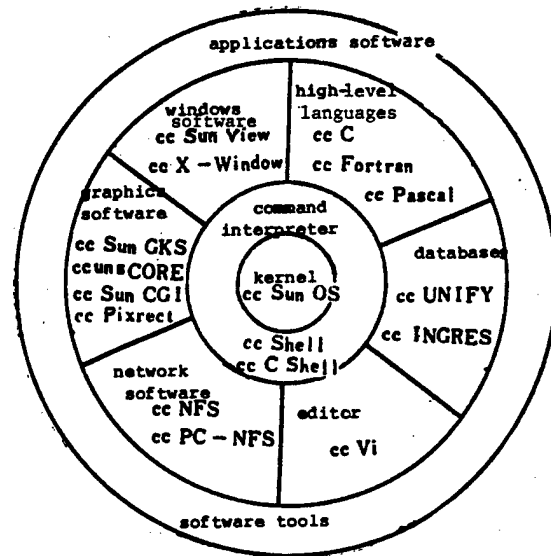 applications software
windows
software
cc Sun View
cc X-Window
high-level
languages
cc C
cc Fortran
cc Pascal
graphics
software
cc Sun GKS
ccunsCORE
cc Sun CGI
cc Pixrect
command
interpreter
kernel
cc Sun OS
cc Shell
cc C Shell
databases
cc UNIFY
cc INGRES
network
software
cc NFS
cc PC-NFS
editor
cc Vi
software tools